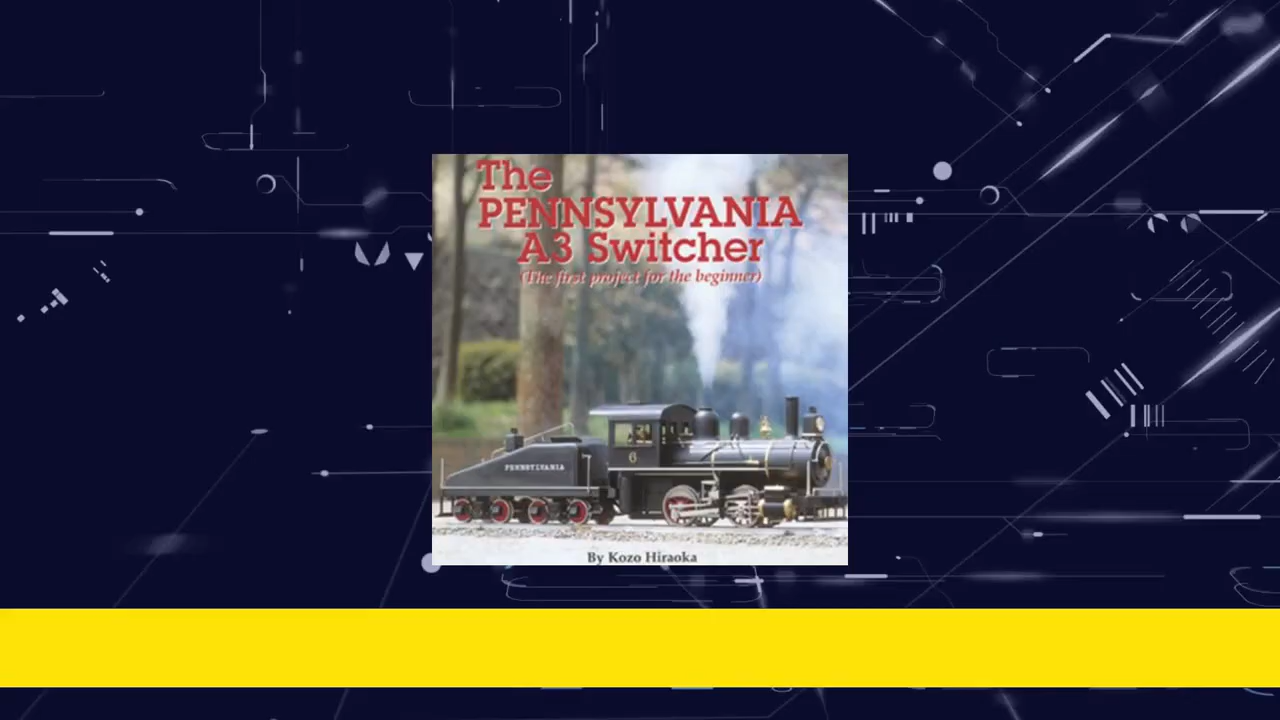 The
PENNSYLVANIA
A3 Switcher
(The first project for the beginner)
PENNSYLVANIA
6
By Kozo Hiraoka